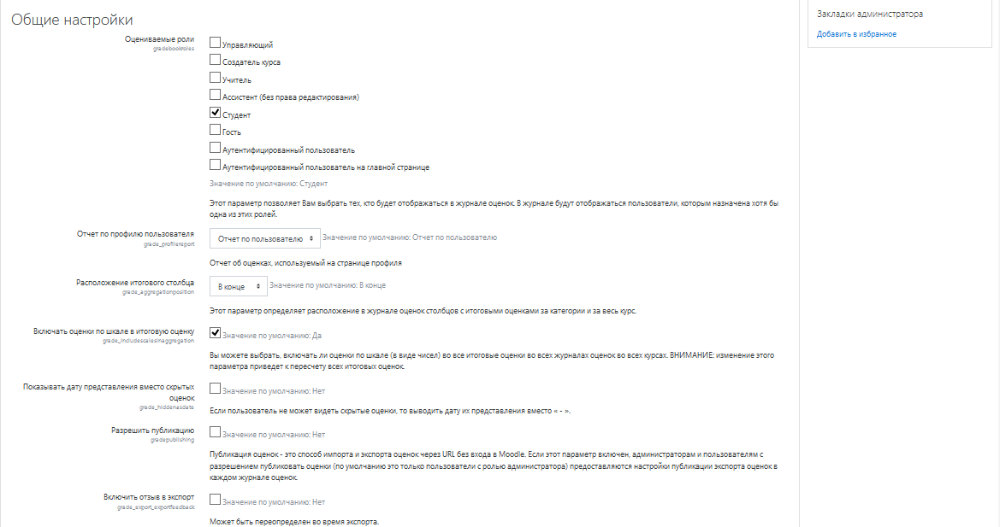 Общие настройки
Оцениваемые роли
gradebookroles
Управляющий
Создатель курса
Учитель
Ассистент (без права редактирования)
Студент
Гость
Аутентифицированный пользователь
Аутентифицированный пользователь на главной странице
Значение по умолчанию: Студент
Этот параметр позволяет Вам выбрать тех, кто будет отображаться в журнале оценок. В журнале будут отображаться пользователи, которым назначена хотя бы
одна из этих ролей.
Отчет по профилю пользователя
grade_profilereport
Отчет по пользователю
Значение по умолчанию: Отчет по пользователю
Отчет об оценках, используемый на странице профиля
Расположение итогового столбца
grade_aggregationposition
В конце
Значение по умолчанию: В конце
Этот параметр определяет расположение в журнале оценок столбцов с итоговыми оценками за категории и за весь курс.
Включать оценки по шкале в итоговую оценку
grade_includescalesinaggregation
Значение по умолчанию: Да
Вы можете выбрать, включать ли оценки по шкале (в виде чисел) во все итоговые оценки во всех журналах оценок во всех курсах. ВНИМАНИЕ: изменение этого
параметра приведет к пересчету всех итоговых оценок.
Показывать дату представления вместо скрытых
оценок
grade_hiddenasdate
Значение по умолчанию: Нет
Если пользователь не может видеть скрытые оценки, то выводить дату их представления вместо « - ».
Разрешить публикацию
gradepublishing
Значение по умолчанию: Нет
Публикация оценок - это способ импорта и экспорта оценок через URL без входа в Moodle. Если этот параметр включен, администраторам и пользователям с
разрешением публиковать оценки (по умолчанию это только пользователи с ролью администратора) предоставляются настройки публикации экспорта оценок в
каждом журнале оценок.
Включить отзыв в экспорт
grade_export_exportfeedback
Значение по умолчанию: Нет
Может быть переопределен во время экспорта.
Закладки администратора
Добавить в избранное